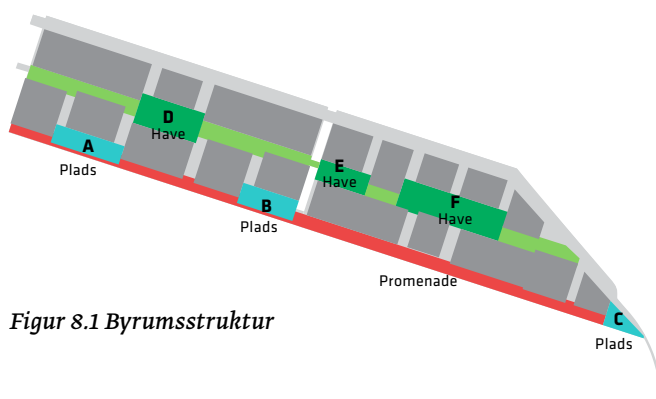 D
Have
A
Plads
E
Have
B
Plads
F
Have
Promenade
Figur 8.1 Byrumsstruktur
C
Plads